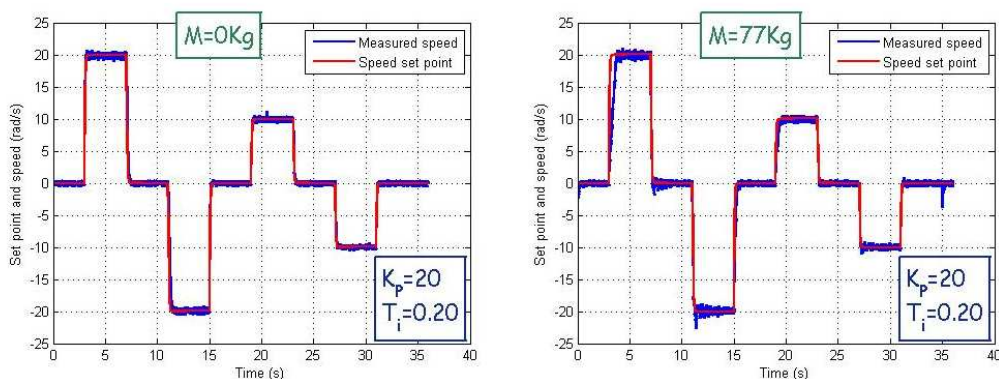 M=0Kg
Measured speed
Speed set point
25
20
15
10
5
0
-5
-10
-15
-20
-25
Set point and speed (rad/s)
K_P=20
T_i=0.20
0 5 10 15 20 25 30 35 40
Time (s)
M=77Kg
Measured speed
Speed set point
25
20
15
10
5
0
-5
-10
-15
-20
-25
Set point and speed (rad/s)
K_P=20
T_i=0.20
0 5 10 15 20 25 30 35 40
Time (s)